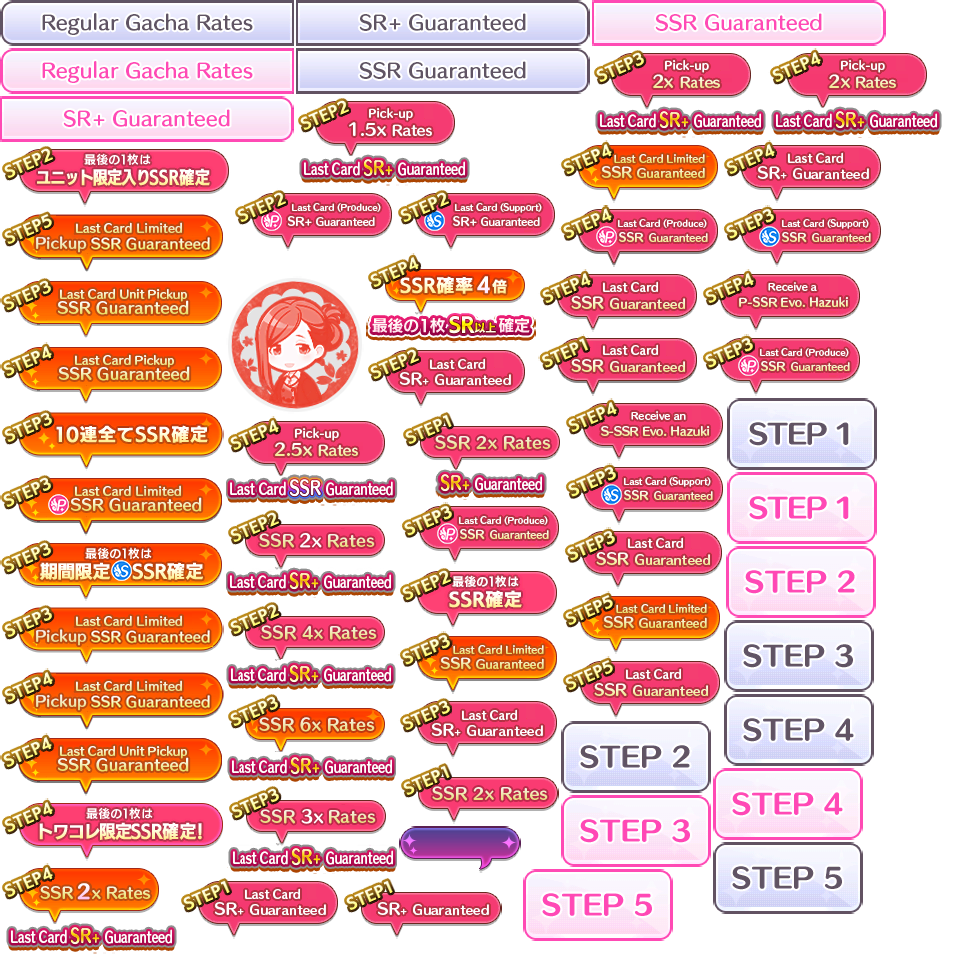 Regular Gacha Rates
SR+ Guaranteed
SSR Guaranteed
Regular Gacha Rates
SSR Guaranteed
STEP3
Pick-up
2x Rates
Last Card SR+ Guaranteed
STEP4
Pick-up
2x Rates
Last Card SR+ Guaranteed
SR+ Guaranteed
STEP2
Pick-up
1.5x Rates
Last Card SR+ Guaranteed
STEP2
最後の1枚は
ユニット限定入りSSR確定
STEP4
Last Card Limited
SSR Guaranteed
STEP4
Last Card
SR+ Guaranteed
STEP2
Last Card (Produce)
P SR+ Guaranteed
STEP2
Last Card (Support)
S SR+ Guaranteed
STEP4
Last Card (Produce)
P SSR Guaranteed
STEP3
Last Card (Support)
S SSR Guaranteed
STEP5
Last Card Limited
Pickup SSR Guaranteed
STEP4
SSR確率4倍
最後の1枚SR以上確定
STEP4
Last Card
SSR Guaranteed
STEP4
Receive a
P-SSR Evo. Hazuki
STEP3
Last Card Unit Pickup
SSR Guaranteed
STEP2
Last Card
SR+ Guaranteed
STEP1
Last Card
SSR Guaranteed
STEP3
Last Card (Produce)
P SSR Guaranteed
STEP4
Last Card Pickup
SSR Guaranteed
STEP3
10連全てSSR確定
STEP4
Pick-up
2.5x Rates
Last Card SSR Guaranteed
STEP1
SSR 2x Rates
SR+ Guaranteed
STEP4
Receive an
S-SSR Evo. Hazuki
STEP 1
STEP3
Last Card Limited
P SSR Guaranteed
STEP2
SSR 2x Rates
Last Card SR+ Guaranteed
STEP3
Last Card (Produce)
P SSR Guaranteed
STEP3
Last Card (Support)
S SSR Guaranteed
STEP 1
STEP3
最後の1枚は
期間限定S SSR確定
STEP2
最後の1枚は
SSR確定
STEP3
Last Card
SSR Guaranteed
STEP 2
STEP3
Last Card Limited
Pickup SSR Guaranteed
STEP2
SSR 4x Rates
Last Card SR+ Guaranteed
STEP3
Last Card Limited
SSR Guaranteed
STEP5
Last Card Limited
SSR Guaranteed
STEP 3
STEP4
Last Card Limited
Pickup SSR Guaranteed
STEP3
SSR 6x Rates
Last Card SR+ Guaranteed
STEP3
Last Card
SR+ Guaranteed
STEP5
Last Card
SSR Guaranteed
STEP 4
STEP4
Last Card Unit Pickup
SSR Guaranteed
STEP1
SSR 2x Rates
STEP 2
STEP 4
STEP4
最後の1枚は
トワコレ限定SSR確定!
STEP3
SSR 3x Rates
Last Card SR+ Guaranteed
STEP 3
STEP 5
STEP4
SSR 2x Rates
Last Card SR+ Guaranteed
STEP1
Last Card
SR+ Guaranteed
STEP1
SR+ Guaranteed
STEP 5